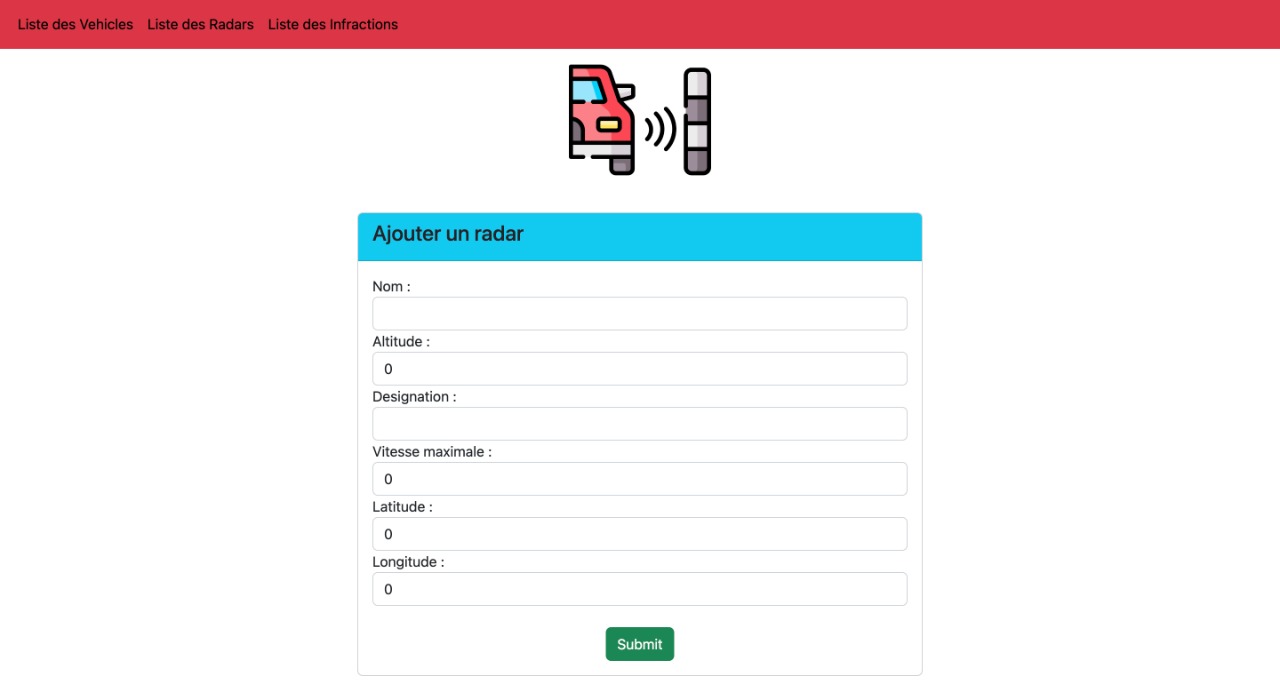 Liste des Vehicles Liste des Radars Liste des Infractions
Ajouter un radar
Nom :
Altitude :
0
Designation :
Vitesse maximale :
0
Latitude :
0
Longitude :
0
Submit